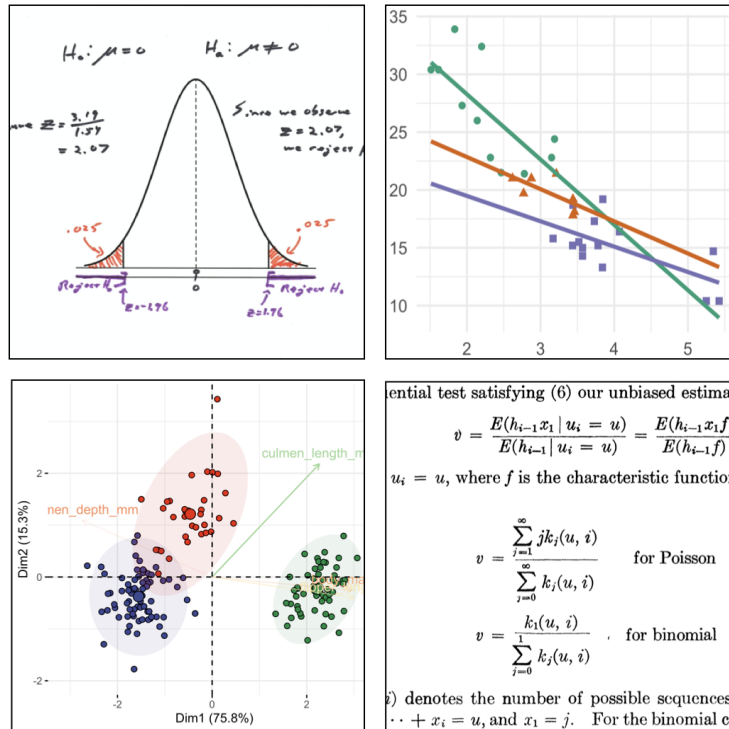 H₀: μ=0
Hₐ: μ≠0
Z = 3.19
1.54
= 2.07
Since we observe
Z = 2.07,
we reject
.025
.025
Reject H₀
Reject H₀
Z=-1.96
Z=1.96
0
35
30
25
20
15
10
2
3
4
5
culmen_length_m
nen_depth_mm
Dim2 (15.3%)
2
0
-2
-2
0
2
Dim1 (75.8%)
ential test satisfying (6) our unbiased estima
v̂ = E(hᵢ₋₁x₁ | uᵢ = u) / E(hᵢ₋₁ | uᵢ = u) = E(hᵢ₋₁x₁f / E(hᵢ₋₁f)
uᵢ = u, where f is the characteristic function
v = ∑_{j=1}^{∞} jkⱼ(u, i) / ∑_{j=0}^{∞} kⱼ(u, i) for Poisson
v = k₁(u, i) / ∑_{j=0}^{1} kⱼ(u, i) for binomial
i) denotes the number of possible sequences
·· + xᵢ = u, and x₁ = j. For the binomial c